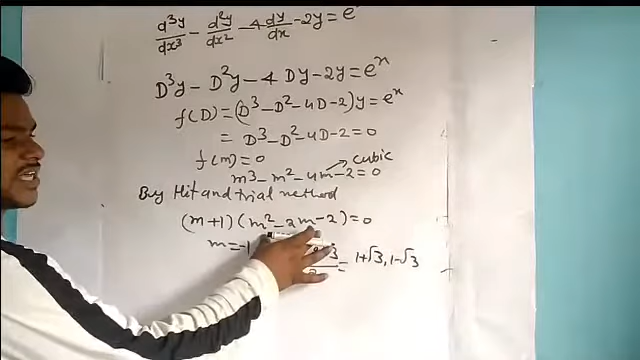 d³y/dx³ - d²y/dx² - 4 dy/dx - 2y = e
D³y - D²y - 4 Dy - 2y = eˣ
f(D) = (D³ - D² - 4D - 2) y = eˣ
= D³ - D² - 4D - 2 = 0
f(m) = 0 → cubic
m3 - m² - 4m - 2 = 0
By Hit and trial method
(m+1) (m² - 2m - 2) = 0
m = -1 3 = 1+√3, 1-√3